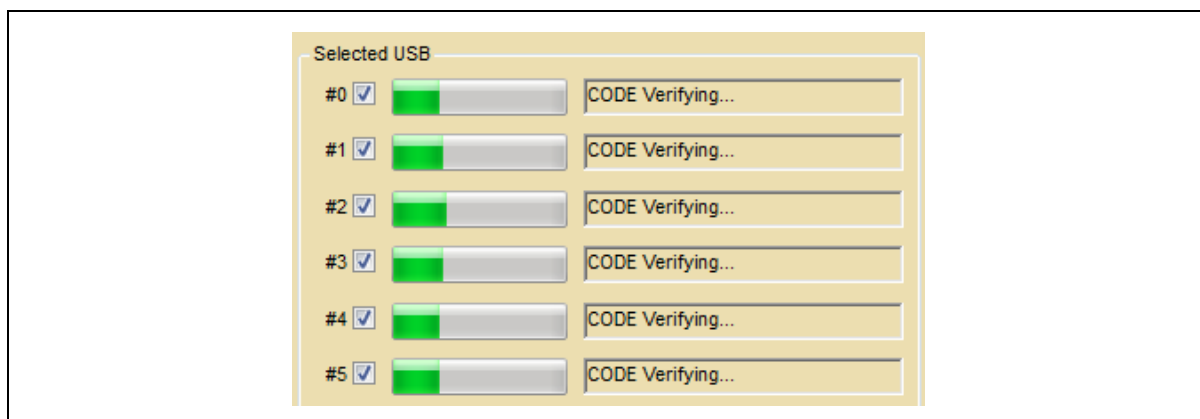 Selected USB
#0 CODE Verifying...
#1 CODE Verifying...
#2 CODE Verifying...
#3 CODE Verifying...
#4 CODE Verifying...
#5 CODE Verifying...